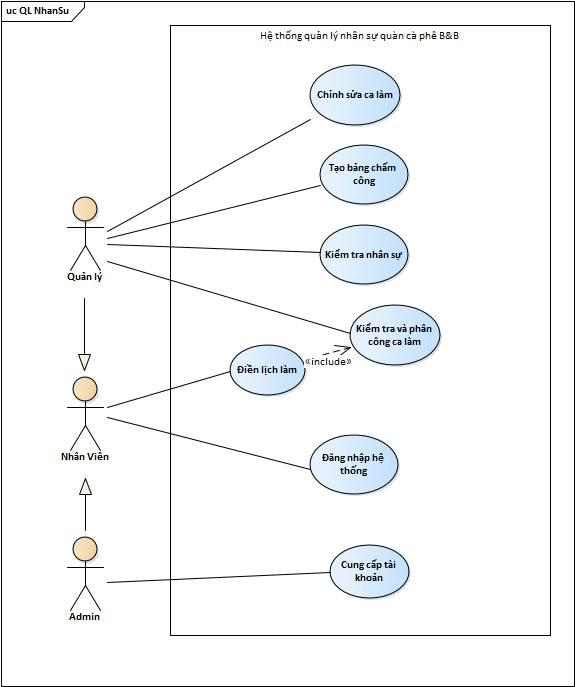 uc QL NhanSu
Hệ thống quản lý nhân sự quàn cà phê B&B
Chỉnh sửa ca làm
Tạo bảng chấm
công
Kiểm tra nhân sự
Quản lý
Kiểm tra và phân
công ca làm
«include»
Điền lịch làm
Nhân Viên
Đăng nhập hệ
thống
Cung cấp tài
khoản
Admin